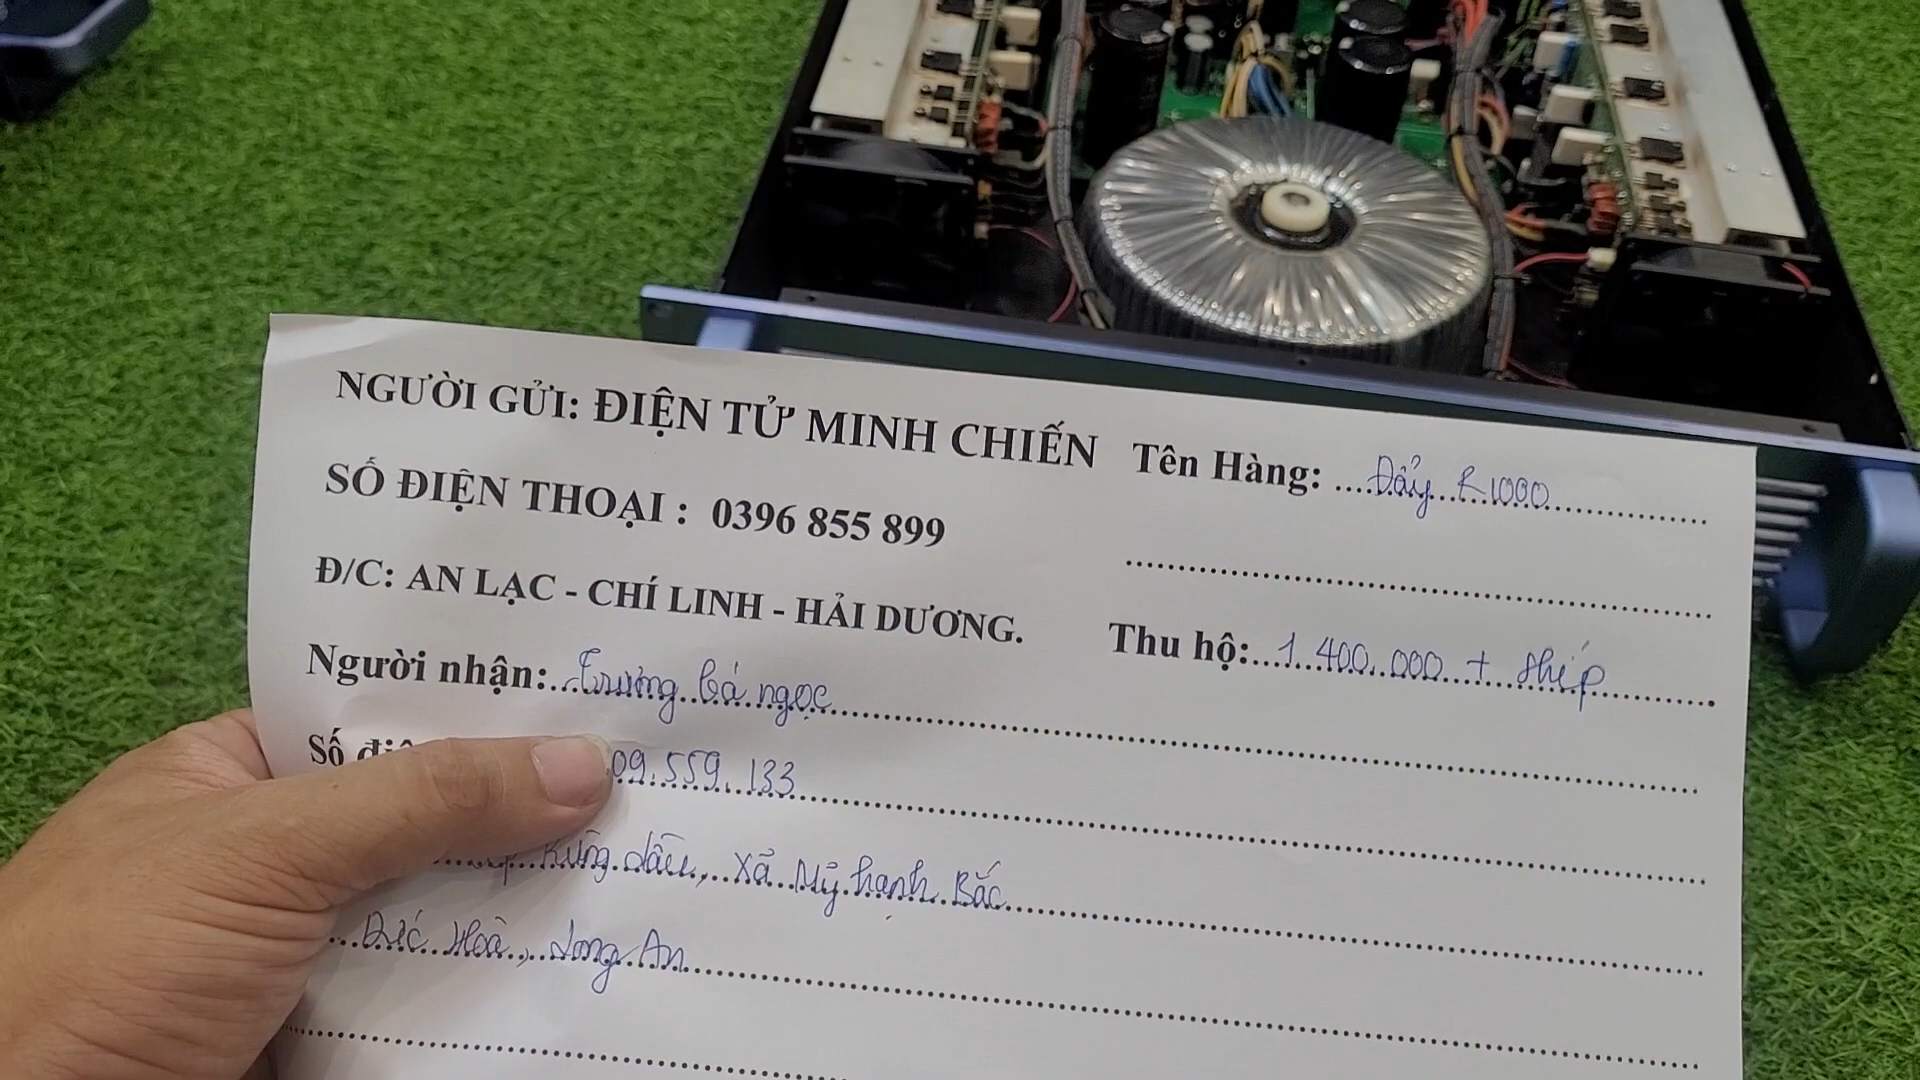 NGƯỜI GỬI: ĐIỆN TỬ MINH CHIẾN
Tên Hàng: Đẩy K1000
SỐ ĐIỆN THOẠI : 0396 855 899
Đ/C: AN LẠC - CHÍ LINH - HẢI DƯƠNG.
Thu hộ: 1.400.000 + ship
Người nhận: Trương bá ngọc
Số 09.559.133
Rừng dầu, Xã Mỹ hạnh Bắc
Đức Hoà, Long An